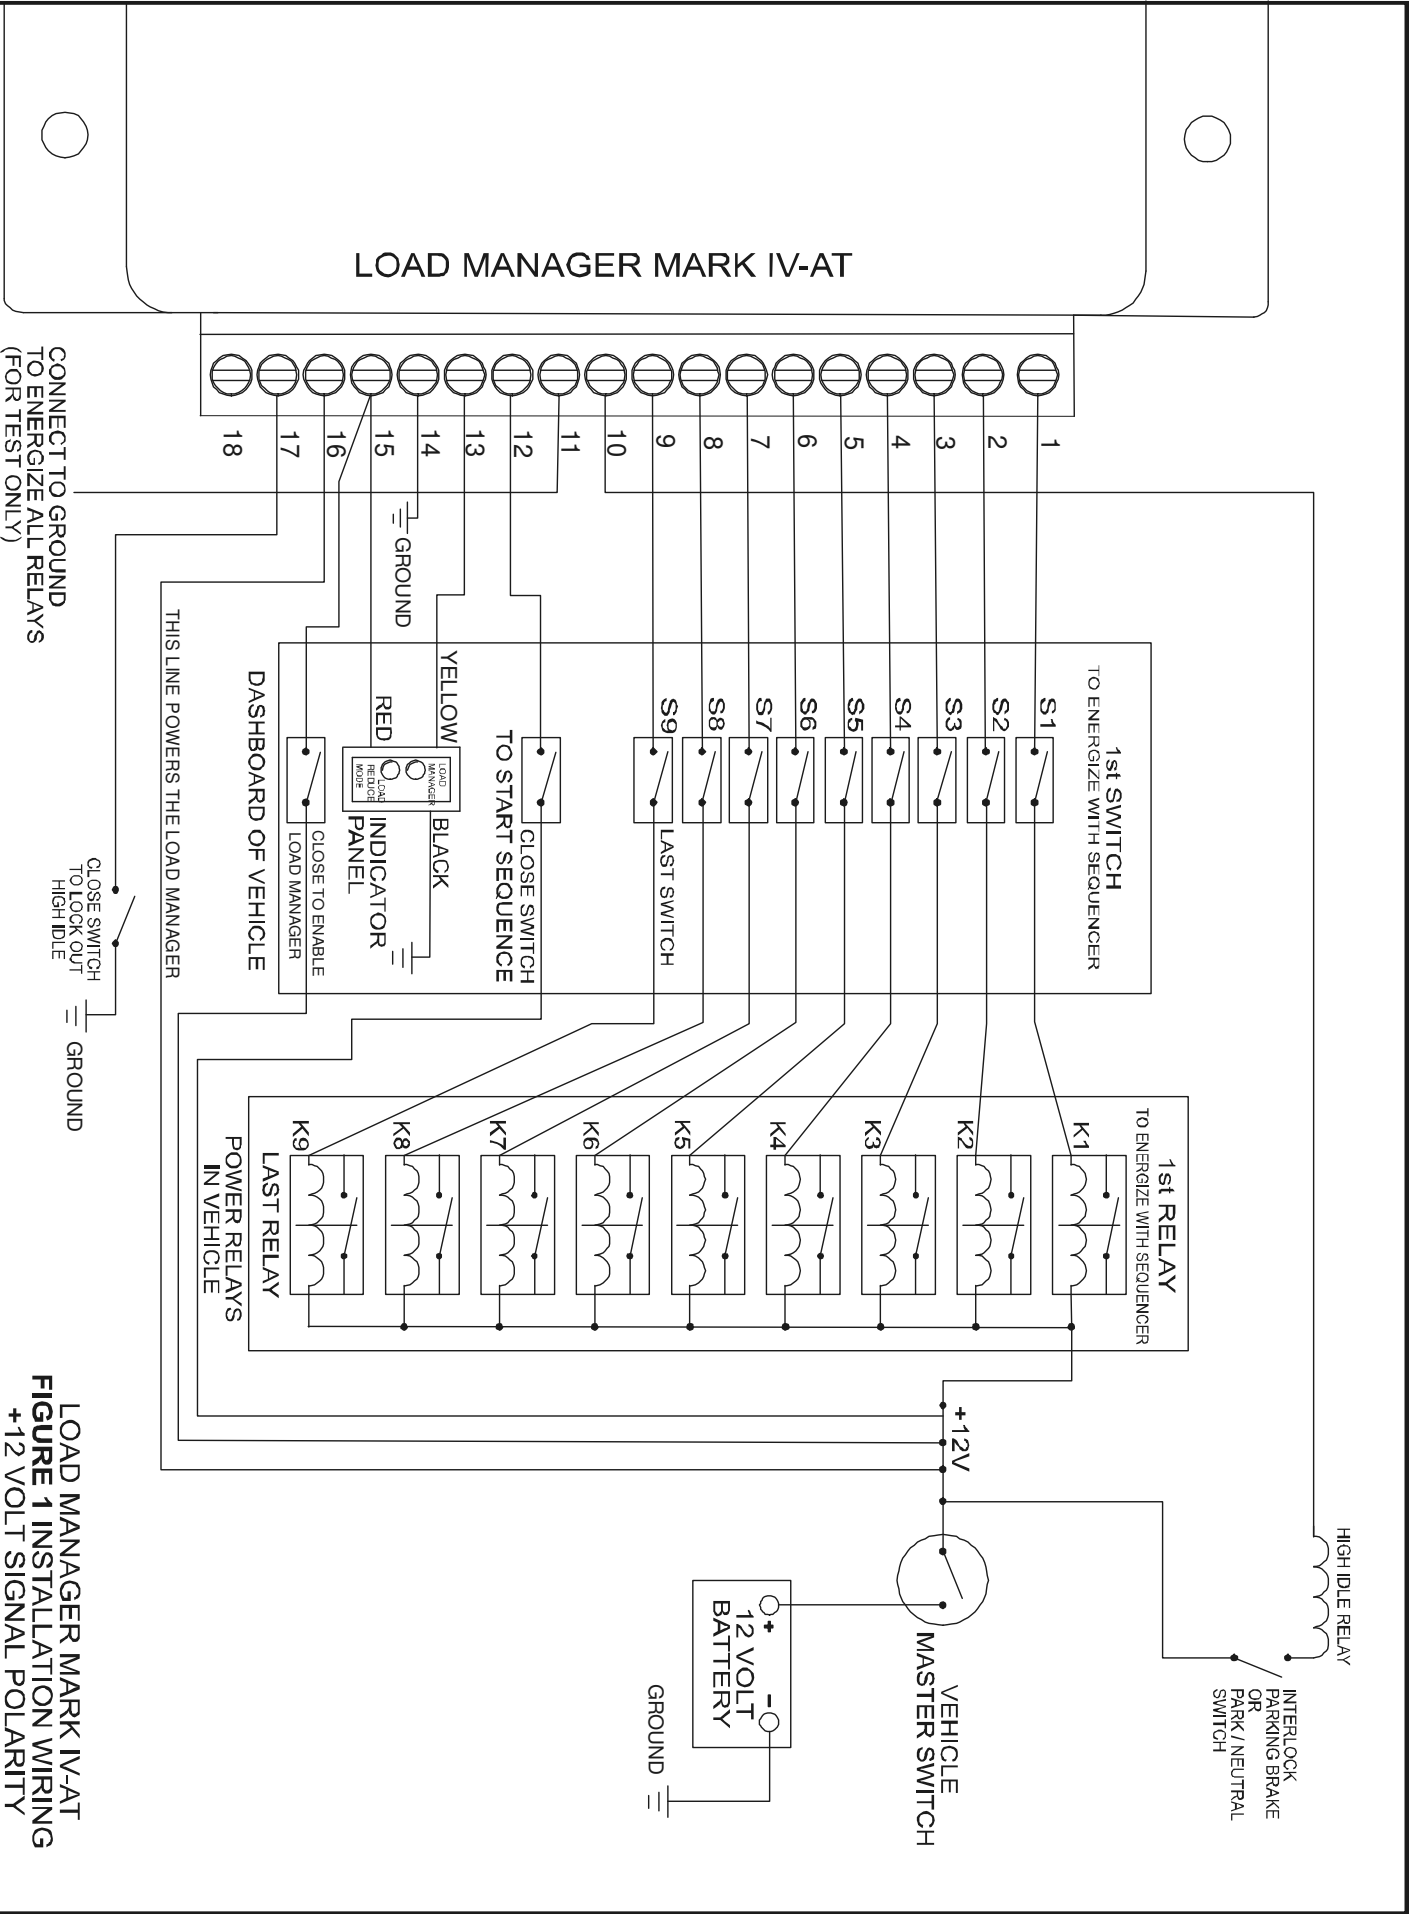 LOAD MANAGER MARK IV-AT
1
2
3
4
5
6
7
8
9
10
11
12
13
14
15
16
17
18
CONNECT TO GROUND
TO ENERGIZE ALL RELAYS
(FOR TEST ONLY)
GROUND
THIS LINE POWERS THE LOAD MANAGER
1st SWITCH
TO ENERGIZE WITH SEQUENCER
S1
S2
S3
S4
S5
S6
S7
S8
S9
LAST SWITCH
CLOSE SWITCH
TO START SEQUENCE
YELLOW
RED
BLACK
LOAD
MANAGER
LOAD
REDUCE
MODE
INDICATOR
PANEL
CLOSE TO ENABLE
LOAD MANAGER
DASHBOARD OF VEHICLE
CLOSE SWITCH
TO LOCK OUT
HIGH IDLE
GROUND
1st RELAY
TO ENERGIZE WITH SEQUENCER
K1
K2
K3
K4
K5
K6
K7
K8
K9
LAST RELAY
POWER RELAYS
IN VEHICLE
+12V
HIGH IDLE RELAY
INTERLOCK
PARKING BRAKE
OR
PARK / NEUTRAL
SWITCH
VEHICLE
MASTER SWITCH
+ -
12 VOLT
BATTERY
GROUND
LOAD MANAGER MARK IV-AT
FIGURE 1 INSTALLATION WIRING
+12 VOLT SIGNAL POLARITY